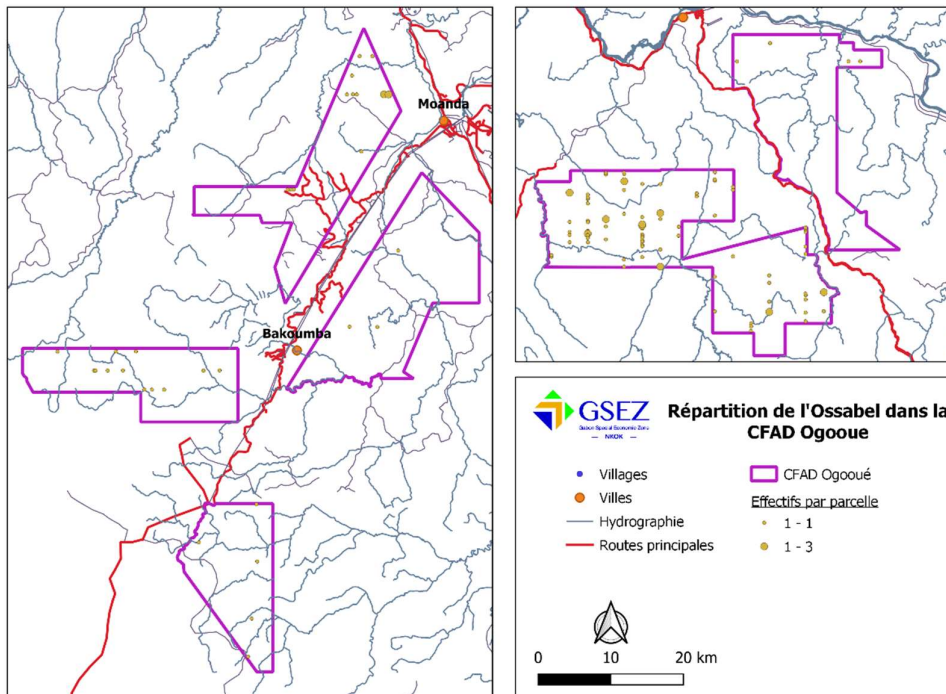 Moanda
Bakoumba
GSEZ
Gabon Special Economic Zone
— NKOK —
Répartition de l'Ossabel dans la
CFAD Ogooue
Villages
Villes
Hydrographie
Routes principales
CFAD Ogooué
Effectifs par parcelle
1 - 1
1 - 3
0 10 20 km